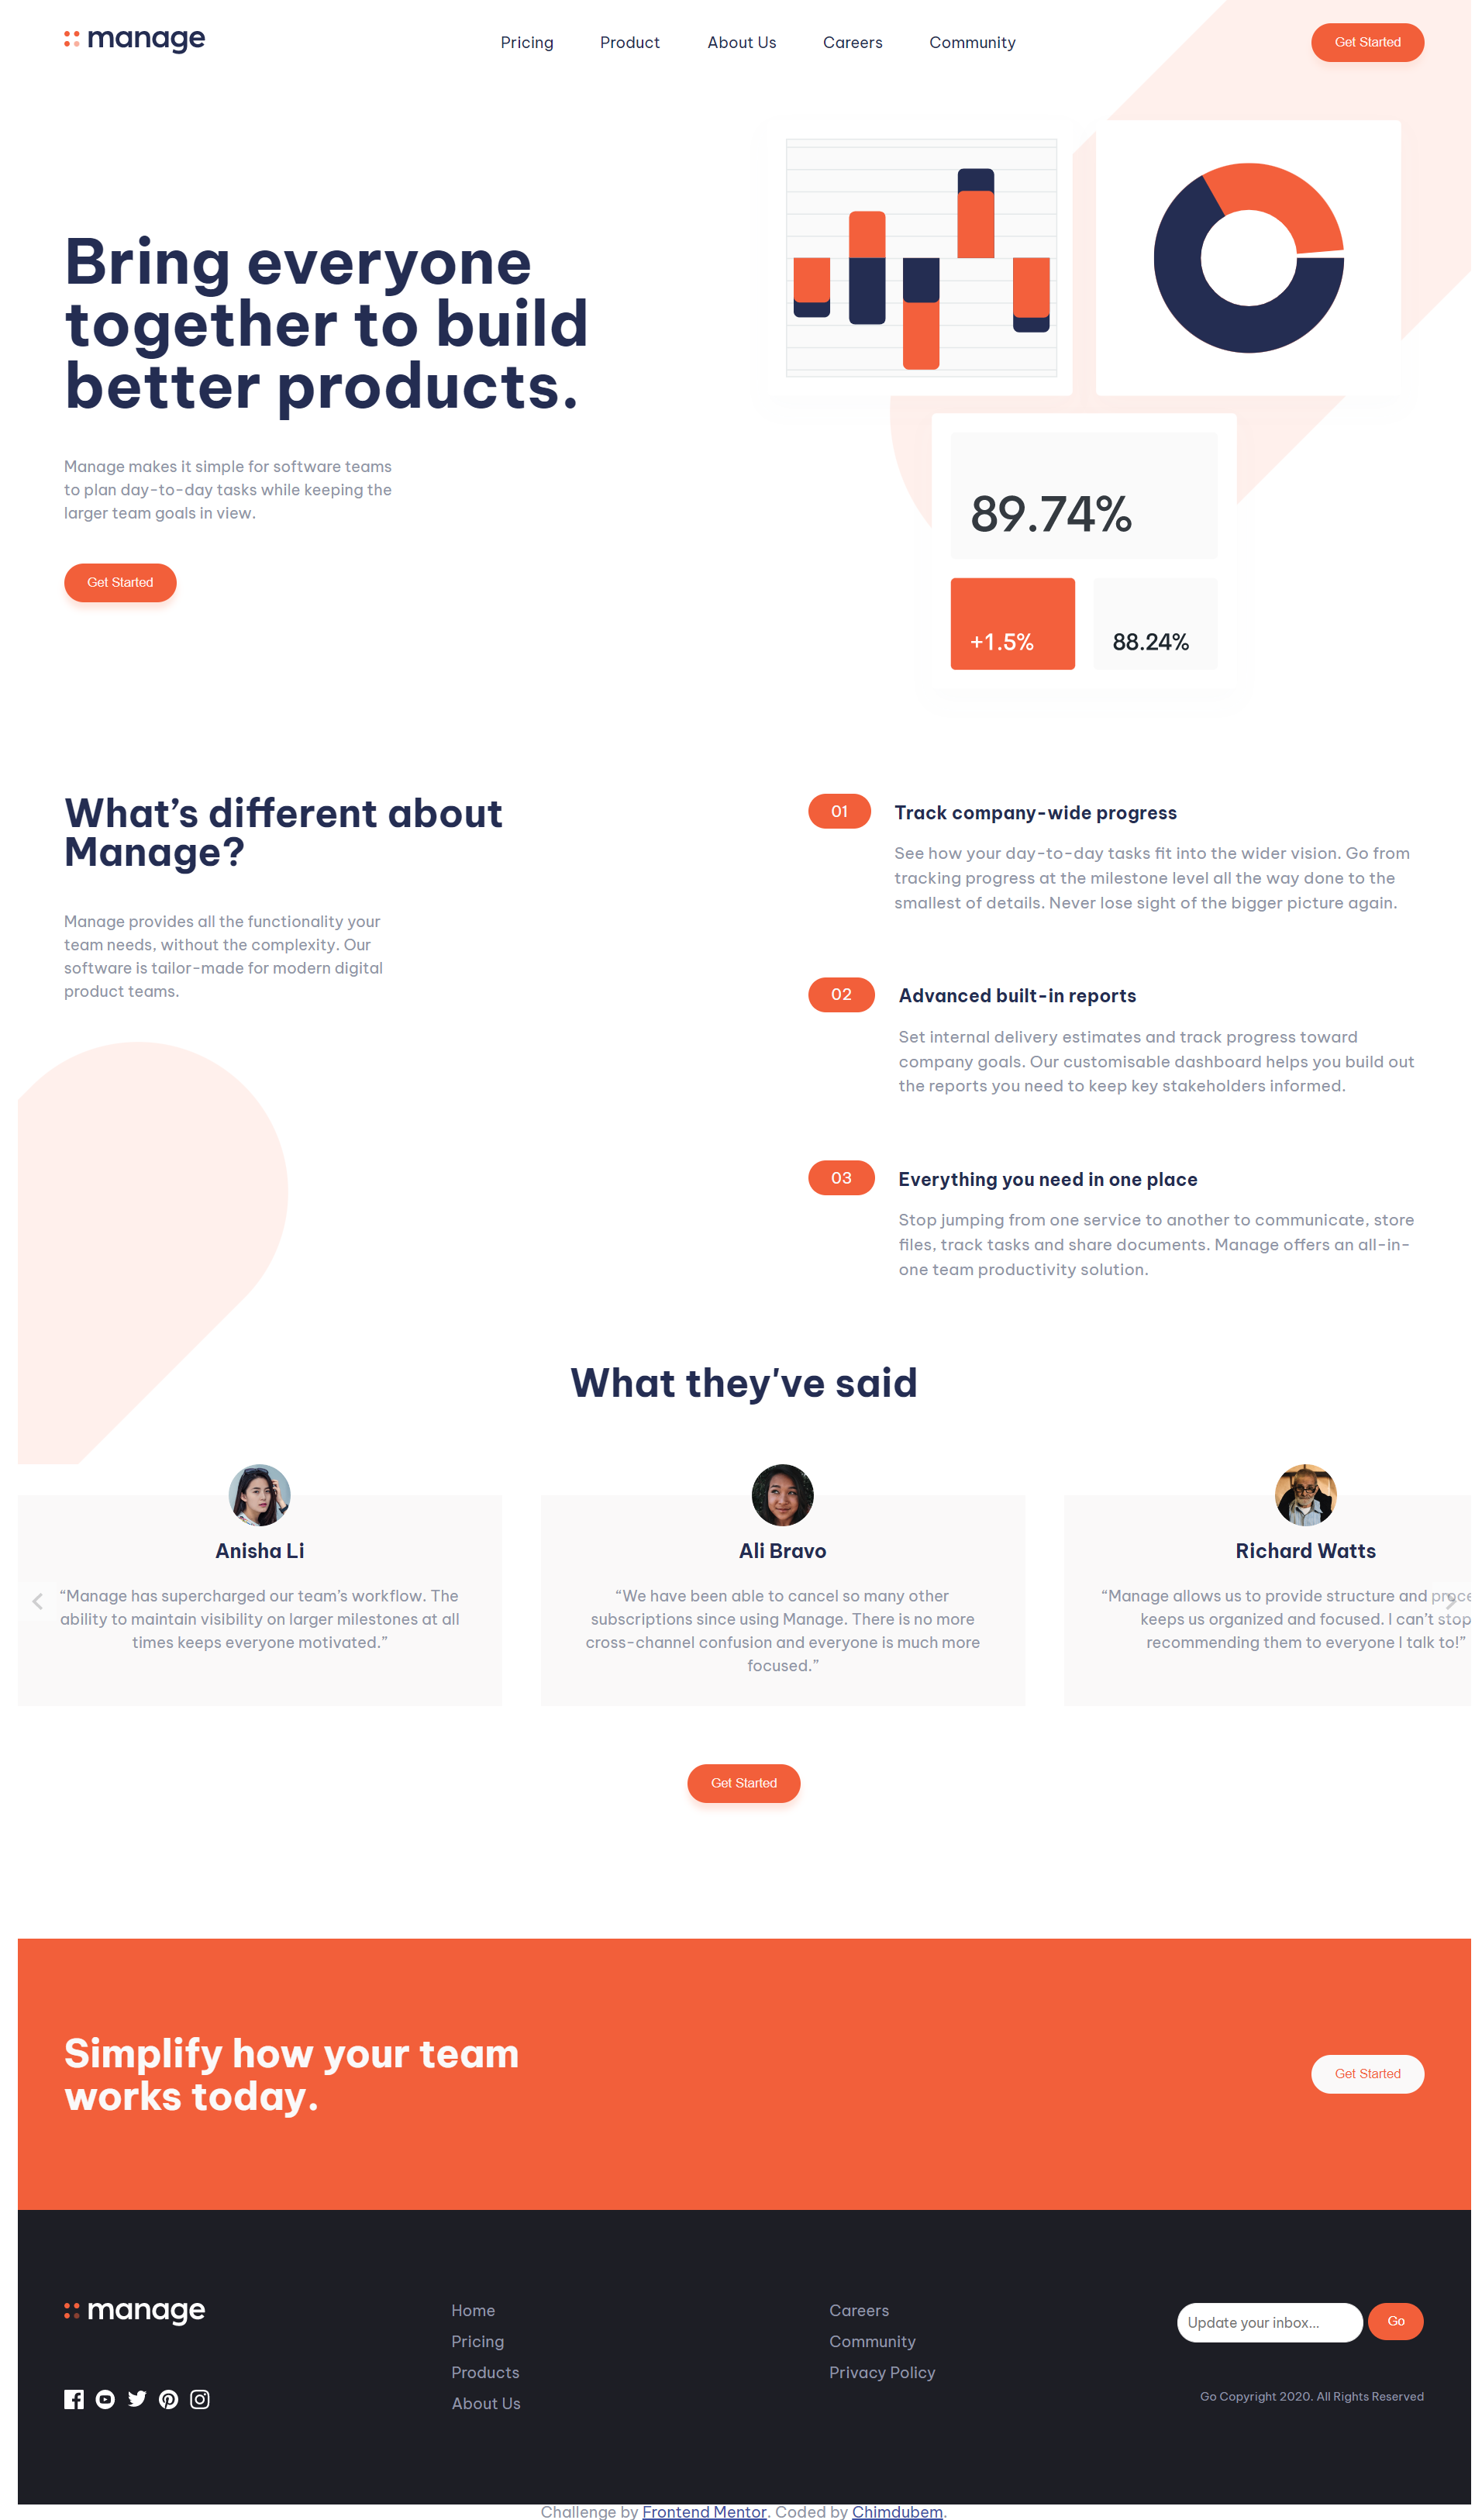 manage
Pricing Product About Us Careers Community
Get Started
Bring everyone
together to build
better products.
Manage makes it simple for software teams
to plan day-to-day tasks while keeping the
larger team goals in view.
Get Started
89.74%
+1.5%
88.24%
What’s different about
Manage?
Manage provides all the functionality your
team needs, without the complexity. Our
software is tailor-made for modern digital
product teams.
01
Track company-wide progress
See how your day-to-day tasks fit into the wider vision. Go from
tracking progress at the milestone level all the way done to the
smallest of details. Never lose sight of the bigger picture again.
02
Advanced built-in reports
Set internal delivery estimates and track progress toward
company goals. Our customisable dashboard helps you build out
the reports you need to keep key stakeholders informed.
03
Everything you need in one place
Stop jumping from one service to another to communicate, store
files, track tasks and share documents. Manage offers an all-in-
one team productivity solution.
What they've said
Anisha Li
“Manage has supercharged our team’s workflow. The
ability to maintain visibility on larger milestones at all
times keeps everyone motivated.”
Ali Bravo
“We have been able to cancel so many other
subscriptions since using Manage. There is no more
cross-channel confusion and everyone is much more
focused.”
Richard Watts
“Manage allows us to provide structure and
keeps us organized and focused. I can’t stop
recommending them to everyone I talk to!”
Get Started
Simplify how your team
works today.
Get Started
manage
Home
Pricing
Products
About Us
Careers
Community
Privacy Policy
Update your inbox...
Go
Go Copyright 2020. All Rights Reserved
Challenge by Frontend Mentor. Coded by Chimdubem.